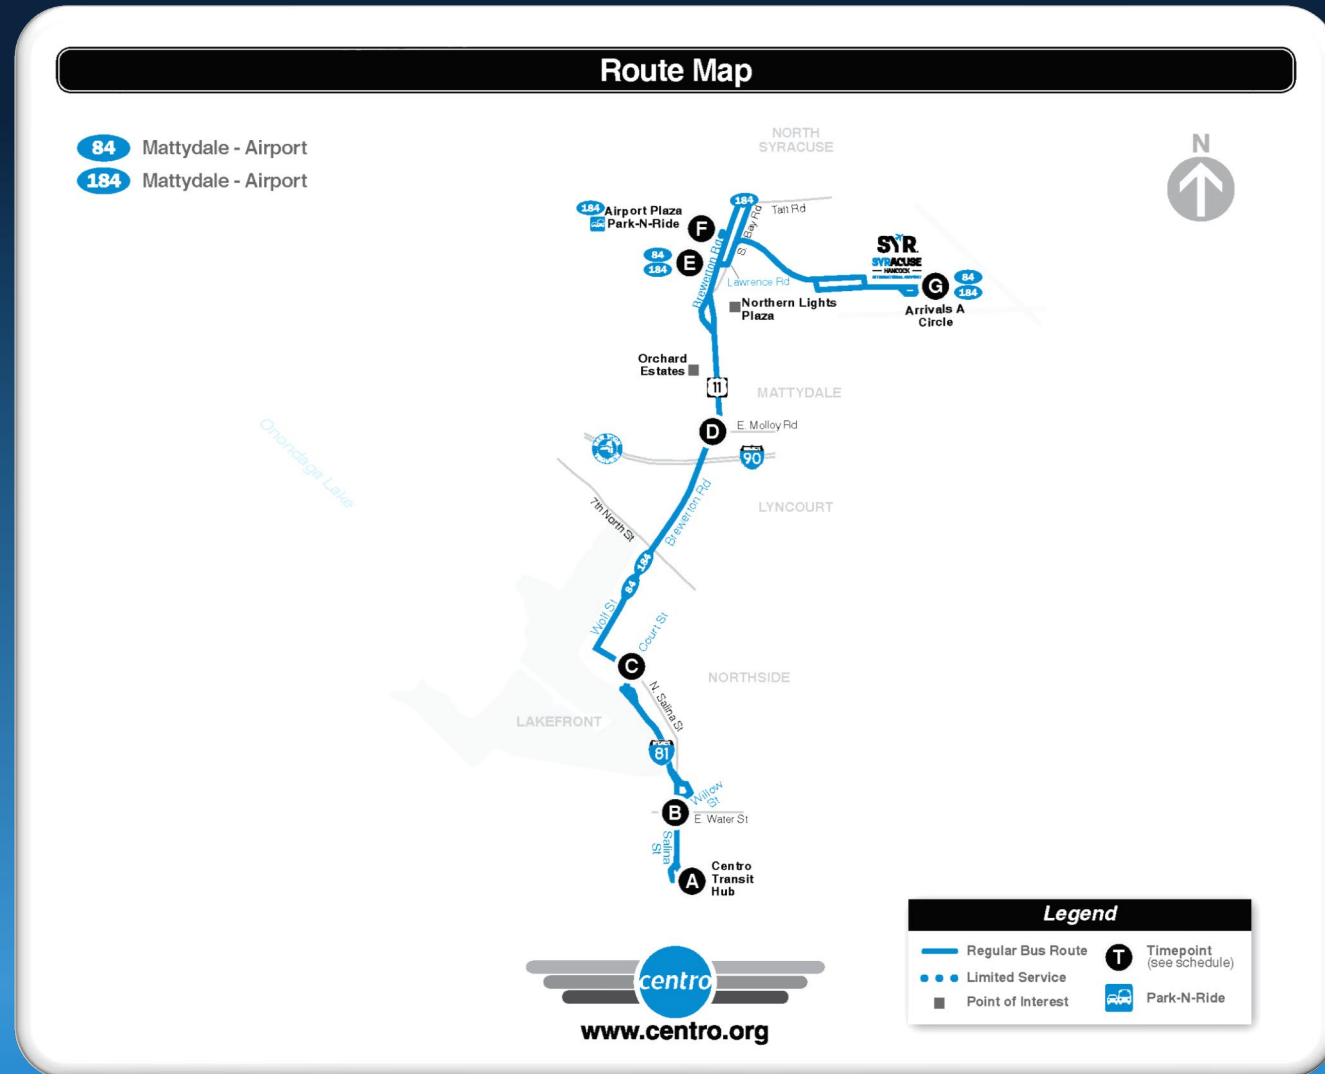 Route Map
84 Mattydale - Airport
184 Mattydale - Airport
NORTH
SYRACUSE
N
184
Taft Rd
S. Bay Rd
184 Airport Plaza
Park-N-Ride
F
84
184
E
Brewerton Rd
Lawrence Rd
SYR
SYRACUSE
HANCOCK
INTERNATIONAL AIRPORT
G
84
184
Arrivals A
Circle
Northern Lights
Plaza
Orchard
Estates
11
MATTYDALE
D
E. Molloy Rd
90
Onondaga Lake
7th North St
Brewerton Rd
LYNCOURT
184
84
Wolf St
Court St
C
NORTHSIDE
N. Salina St
LAKEFRONT
81
Willow
St
B
E. Water St
Salina
St
A
Centro
Transit
Hub
centro
www.centro.org
Legend
Regular Bus Route
T
Timepoint
(see schedule)
Limited Service
Point of Interest
Park-N-Ride